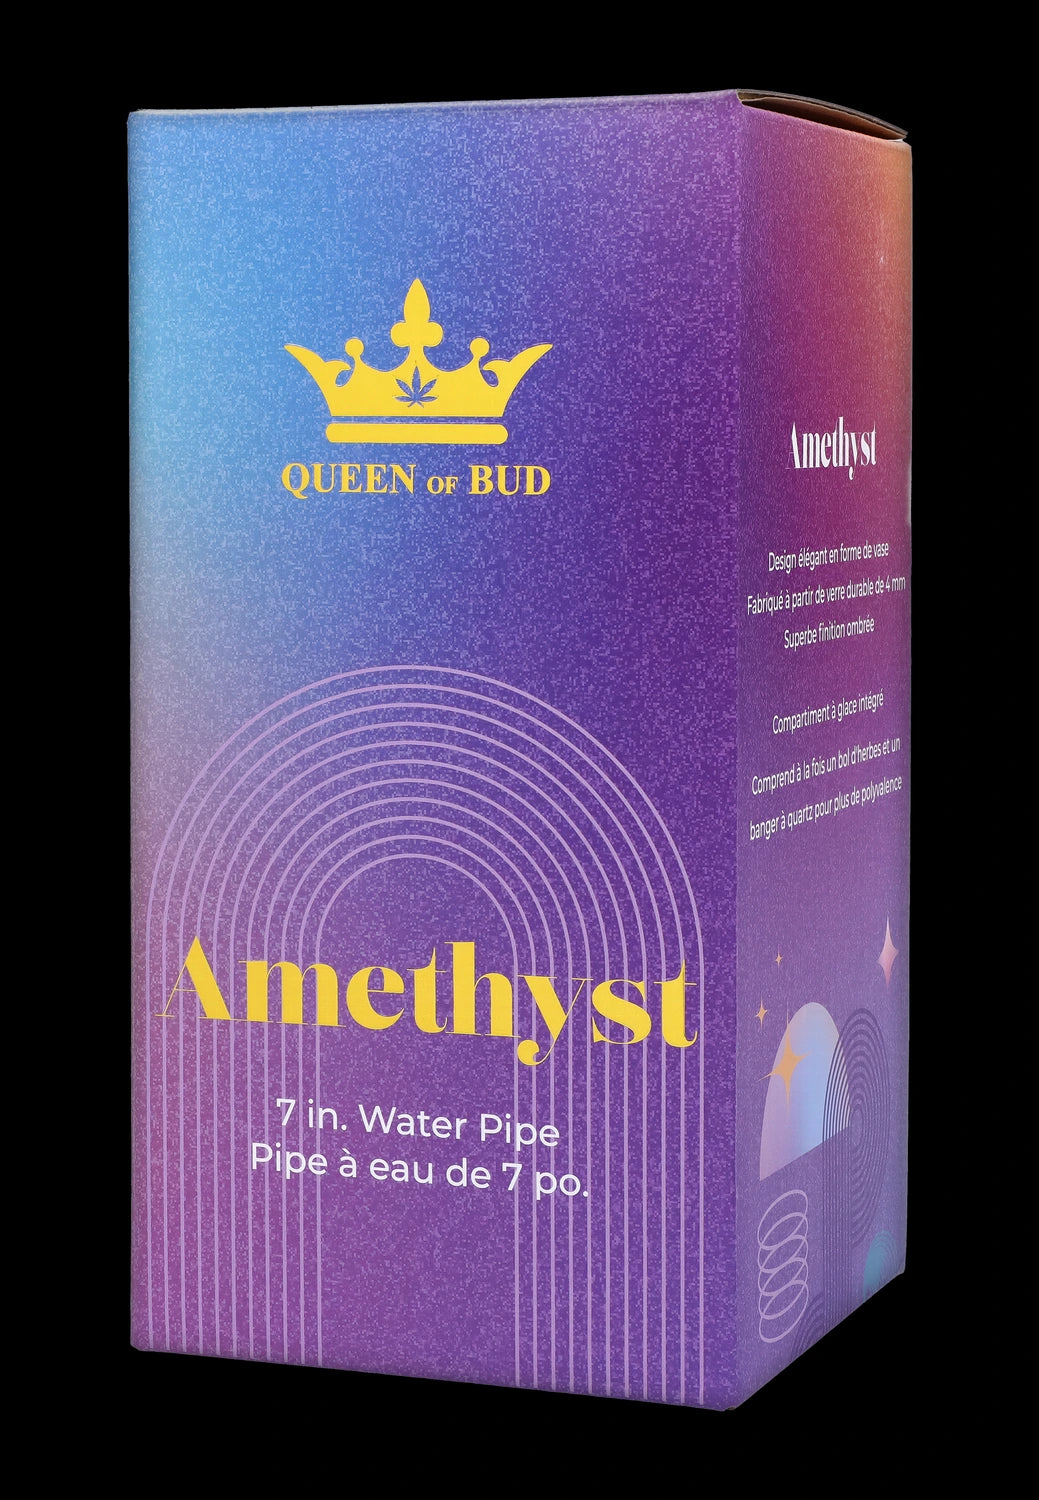 QUEEN OF BUD
Amethyst
7 in. Water Pipe
Pipe à eau de 7 po.
Amethyst
Design élégant en forme de vase
Fabriqué à partir de verre durable de 4 mm
Superbe finition ombrée
Compartiment à glace intégré
Comprend à la fois un bol d'herbes et un
banger à quartz pour plus de polyvalence